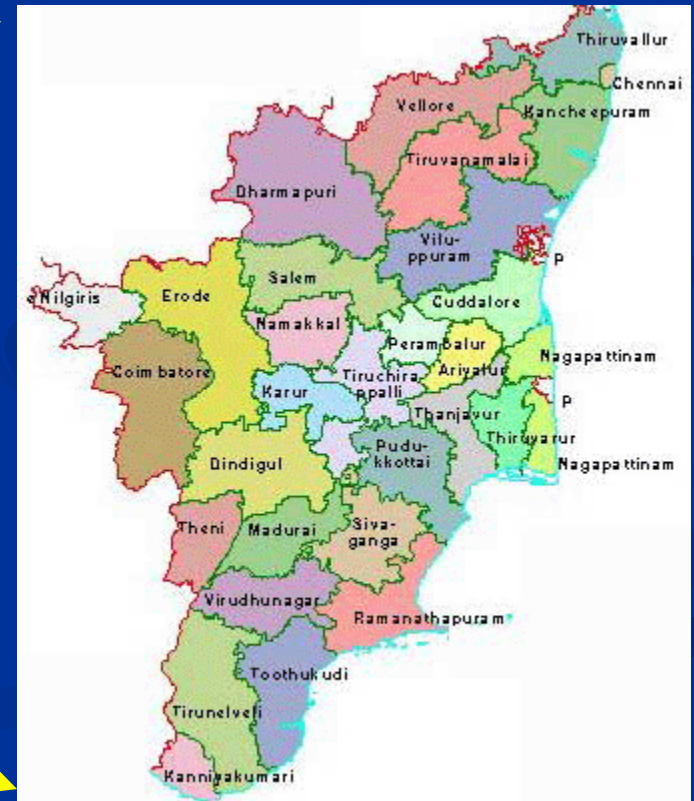 Thiruvallur
Chennai
Vellore
Kancheepuram
Tiruvanamalai
Dharmapuri
Vilu-
ppuram
P
Salem
e Nilgiris
Erode
Cuddalore
Namakkal
Perambalur
Nagapattinam
Coimbatore
Ariyalur
Tiruchira
ppalli
Karur
P
Thanjavur
Thiruvarur
Pudu-
kkottai
Dindigul
Nagapattinam
Theni
Madurai
Siva-
ganga
Virudhunagar
Ramanathapuram
Toothukudi
Tirunelveli
Kanniyakumari